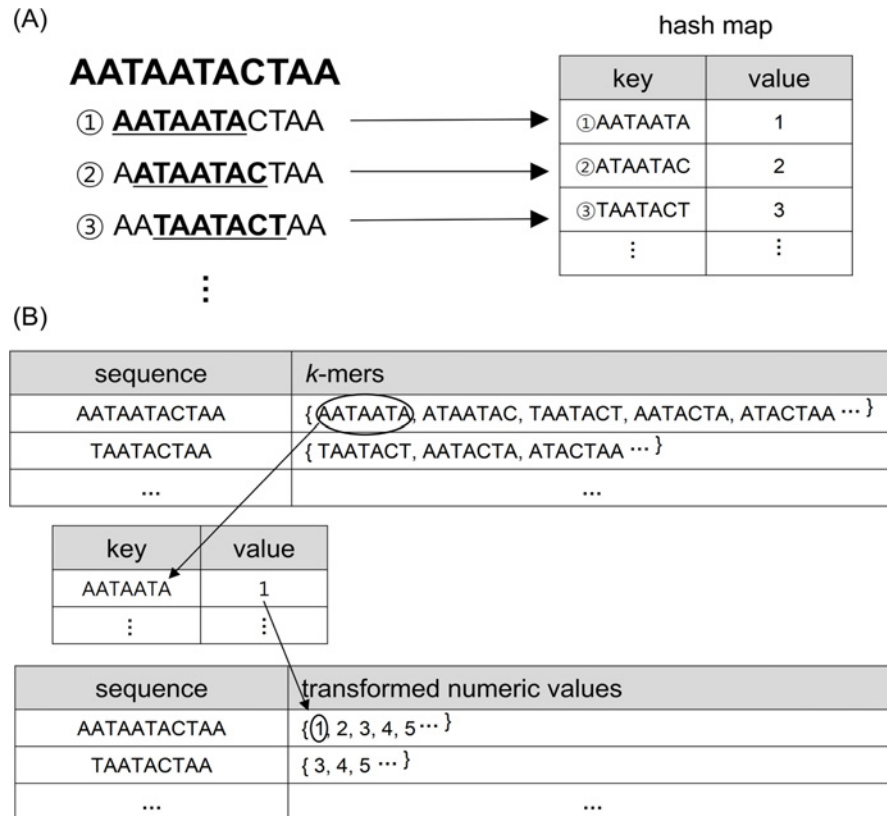 (A)
hash map
AATAATACTAA
key value
① AATAATACTAA
①AATAATA 1
② AATAATACTAA
②ATAATAC 2
③ AATAATACTAA
③TAATACT 3
⋮ ⋮
⋮
(B)
sequence k-mers
AATAATACTAA { AATAATA, ATAATAC, TAATACT, AATACTA, ATACTAA ⋯ }
TAATACTAA { TAATACT, AATACTA, ATACTAA ⋯ }
... ...
key value
AATAATA 1
⋮ ⋮
sequence transformed numeric values
AATAATACTAA {1, 2, 3, 4, 5 ⋯ }
TAATACTAA { 3, 4, 5 ⋯ }
... ...